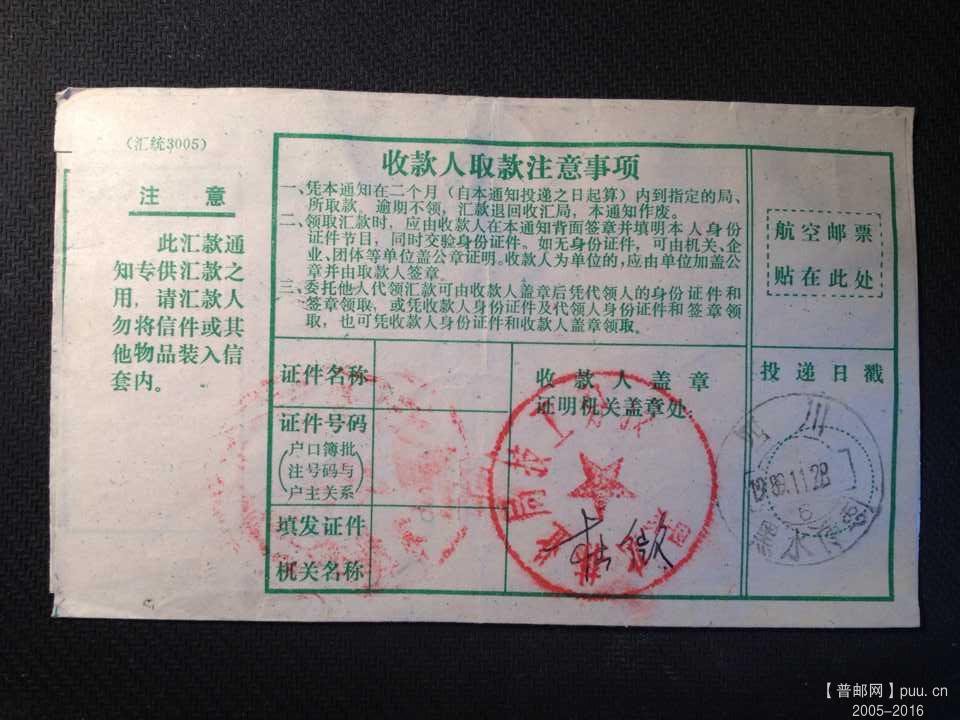 （汇统3005）
注 意
此汇款通
知专供汇款之
用，请汇款人
勿将信件或其
他物品装入信
套内。
收款人取款注意事项
一、凭本通知在二个月（自本通知投递之日起算）内到指定的局、
所取款，逾期不领，汇款退回收汇局，本通知作废。
二、领取汇款时，应由收款人在本通知背面签章并填明本人身份
证件节目，同时交验身份证件。如无身份证件，可由机关、企
业、团体等单位盖公章证明。收款人为单位的，应由单位加盖公
章并由取款人签章。
三、委托他人代领汇款可由收款人盖章后凭代领人的身份证件和
签章领取，或凭收款人身份证件及代领人身份证件和签章领
取，也可凭收款人身份证件和收款人盖章领取。
航空邮票
贴在此处
证件名称
证件号码
（户口簿批
注号码与
户主关系）
填发证件
机关名称
收款人盖章
证明机关盖章处
投递日戳
四川
1989.11.28
6
【普邮网】puu.cn
2005-2016